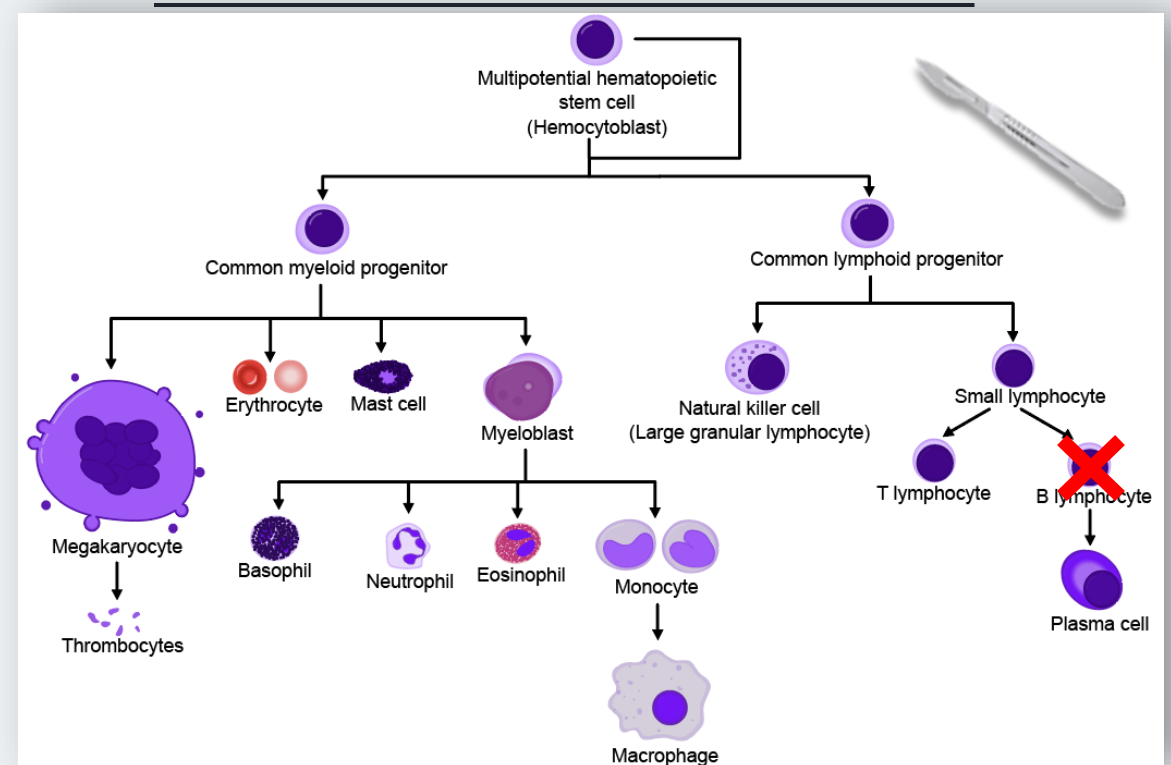 Multipotential hematopoietic
stem cell
(Hemocytoblast)
Common myeloid progenitor
Common lymphoid progenitor
Erythrocyte
Mast cell
Myeloblast
Natural killer cell
(Large granular lymphocyte)
Small lymphocyte
T lymphocyte
B lymphocyte
Megakaryocyte
Basophil
Neutrophil
Eosinophil
Monocyte
Plasma cell
Thrombocytes
Macrophage